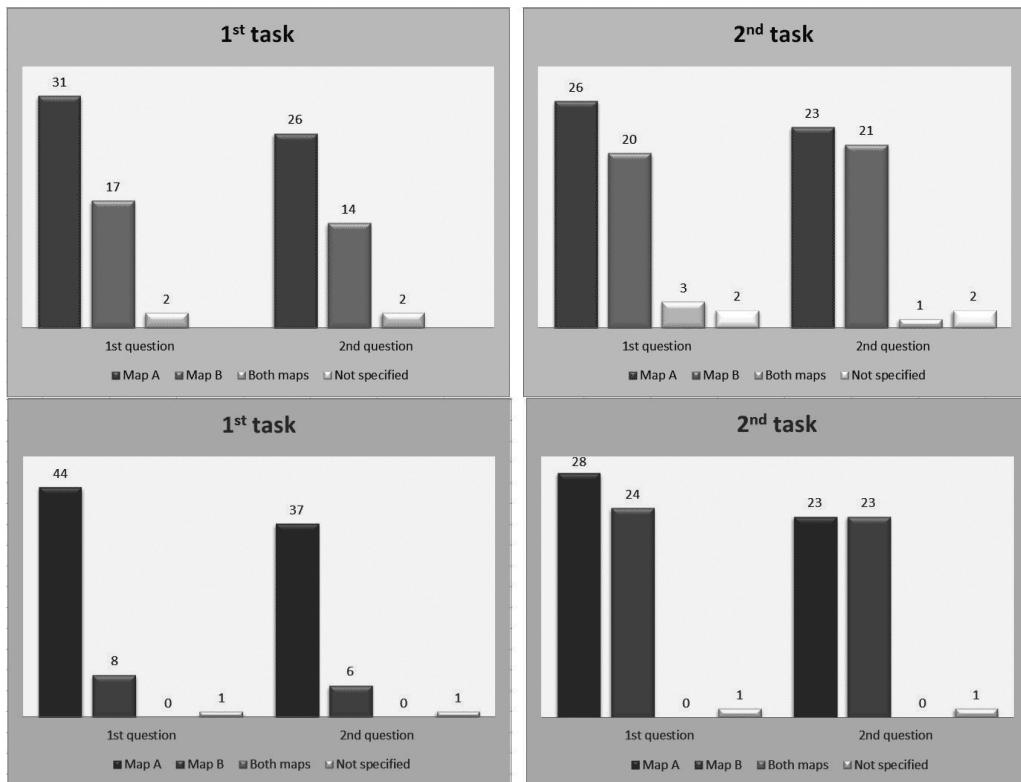 1st task
31
26
17
14
2
2
1st question
2nd question
Map A Map B Both maps Not specified
2nd task
26
23
20
21
3
2
1
2
1st question
2nd question
Map A Map B Both maps Not specified
1st task
44
37
8
6
0
1
0
1
1st question
2nd question
Map A Map B Both maps Not specified
2nd task
28
24
23
23
0
1
0
1
1st question
2nd question
Map A Map B Both maps Not specified